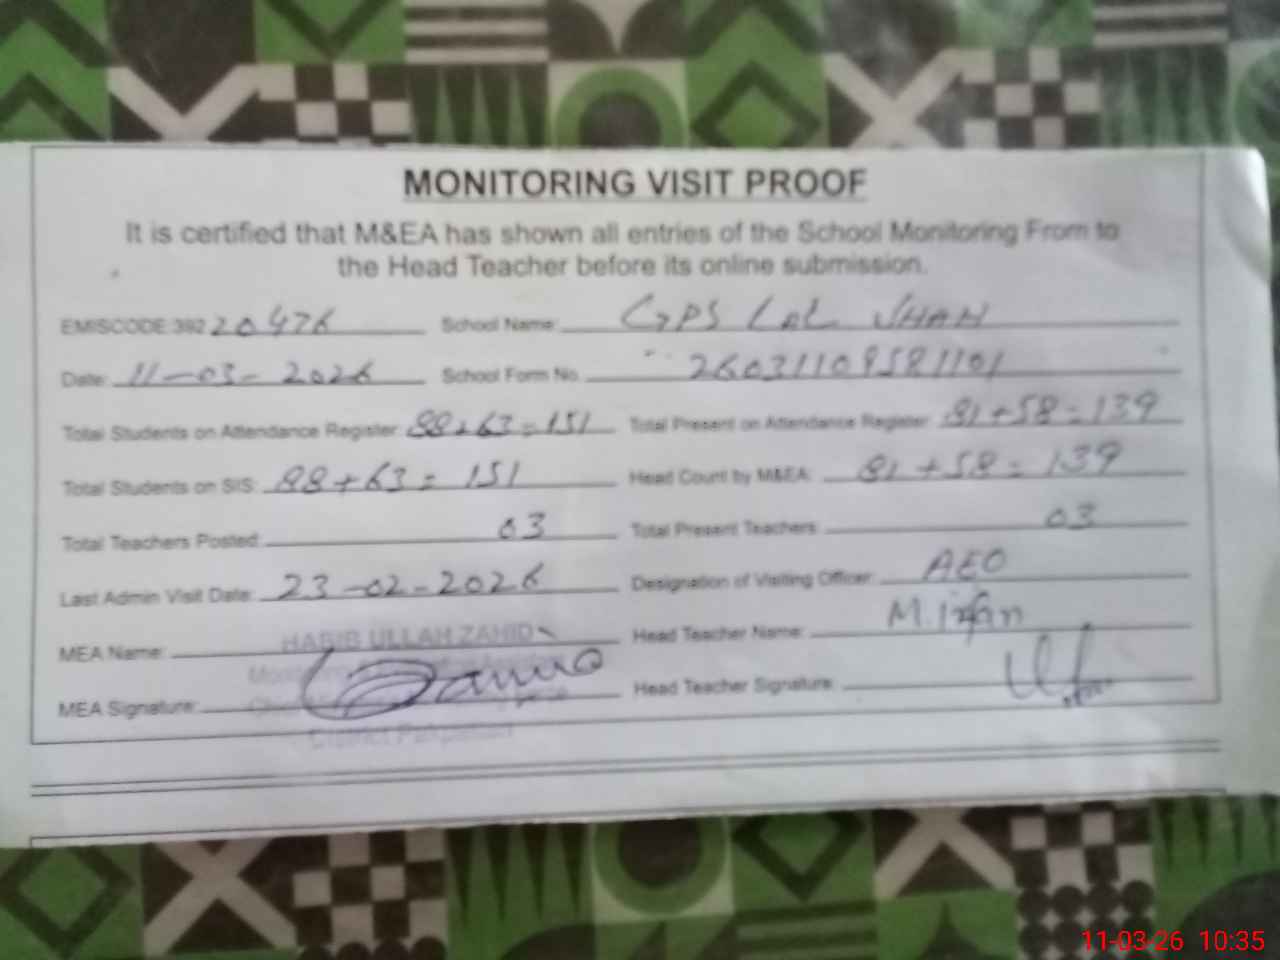 MONITORING VISIT PROOF
It is certified that M&EA has shown all entries of the School Monitoring From to
the Head Teacher before its online submission.
EMISCODE:392 20476 School Name: GPS Lal JHAN
Date: 11-03-2026 School Form No. 26031109581101
Total Students on Attendance Register: 88+63=151 Total Present on Attendance Register: 81+58=139
Total Students on SIS: 88+63=151 Head Count by M&EA: 81+58=139
Total Teachers Posted: 03 Total Present Teachers: 03
Last Admin Visit Date: 23-02-2026 Designation of Visiting Officer: AEO
MEA Name: HABIB ULLAH ZAHID Head Teacher Name: M.irfan
MEA Signature: Head Teacher Signature:
District Pakpattan
11-03-26 10:35